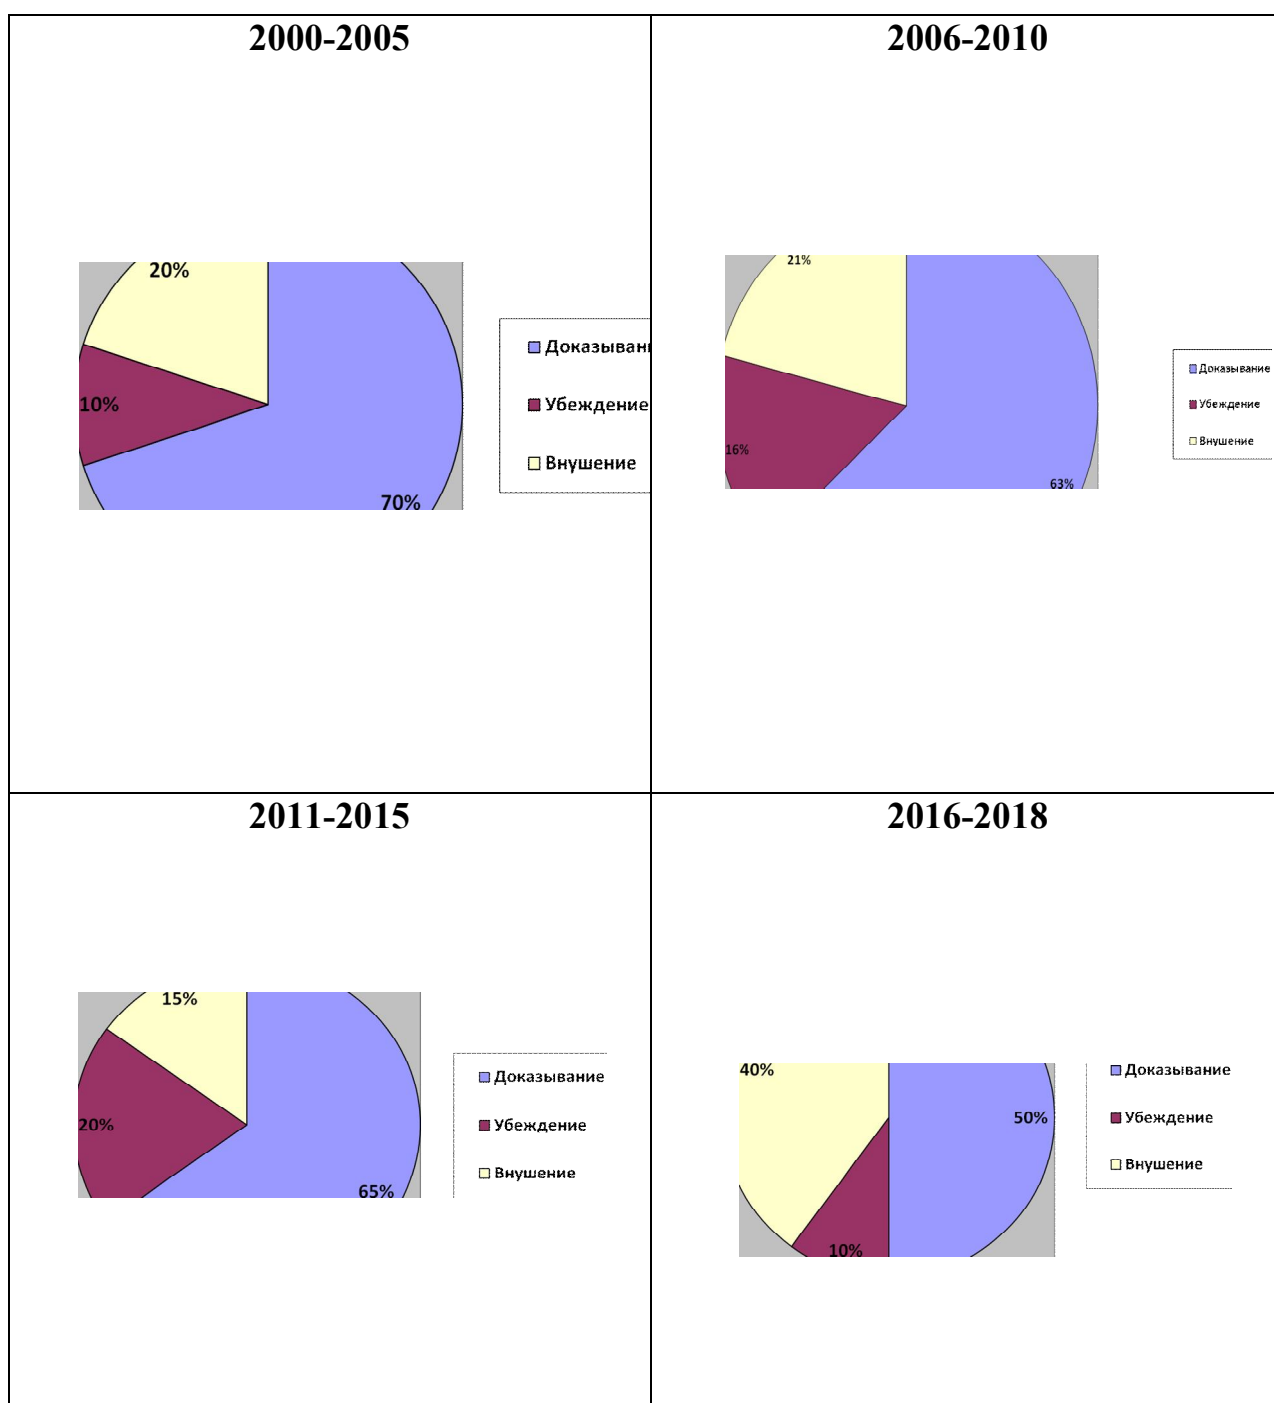 2000-2005
20%
10%
70%
Доказывани
Убеждение
Внушение
2006-2010
21%
16%
63%
Доказывание
Убеждение
Внушение
2011-2015
15%
20%
65%
Доказывание
Убеждение
Внушение
2016-2018
40%
50%
10%
Доказывание
Убеждение
Внушение